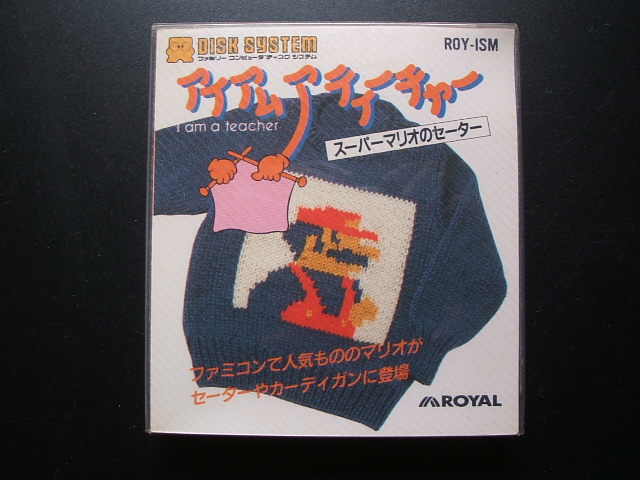 DISK SYSTEM
ファミリー コンピュータ ディスク システム
ROY-ISM
アイアム ア ティーチャー
I am a teacher
スーパーマリオのセーター
ファミコンで人気もののマリオが
セーターやカーディガンに登場
ROYAL